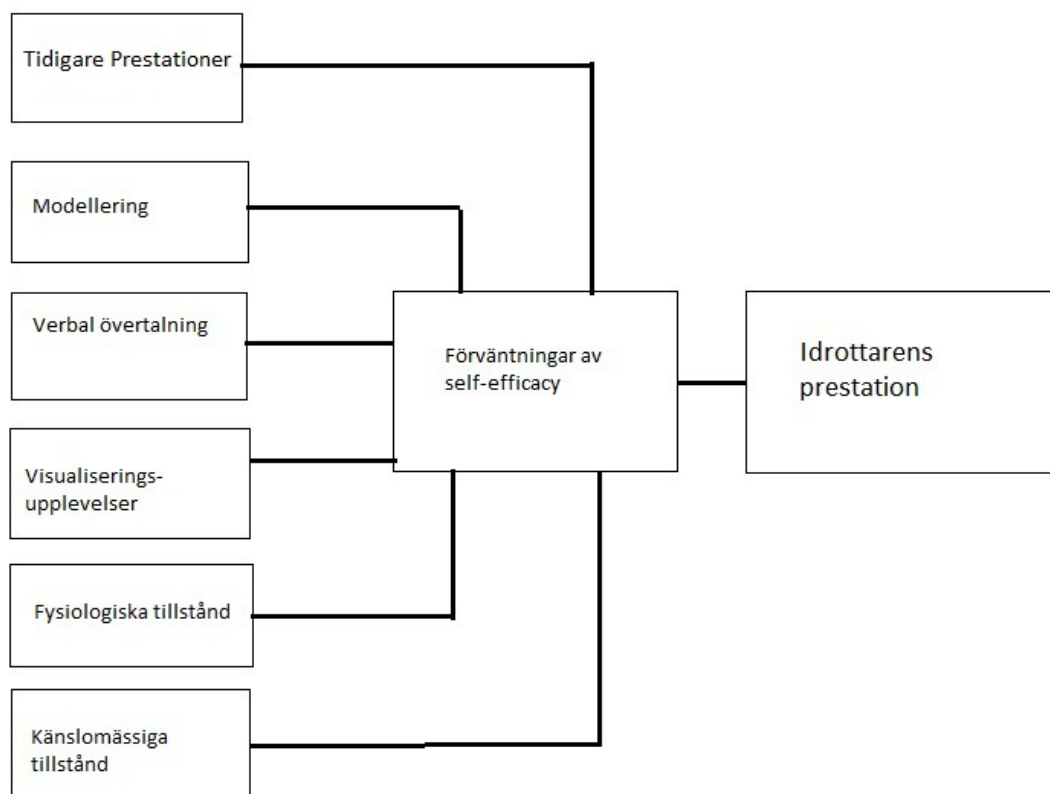 Tidigare Prestationer
Modellering
Verbal övertalning
Visualiserings-
upplevelser
Fysiologiska tillstånd
Känslomässiga
tillstånd
Förväntningar av
self-efficacy
Idrottarens
prestation